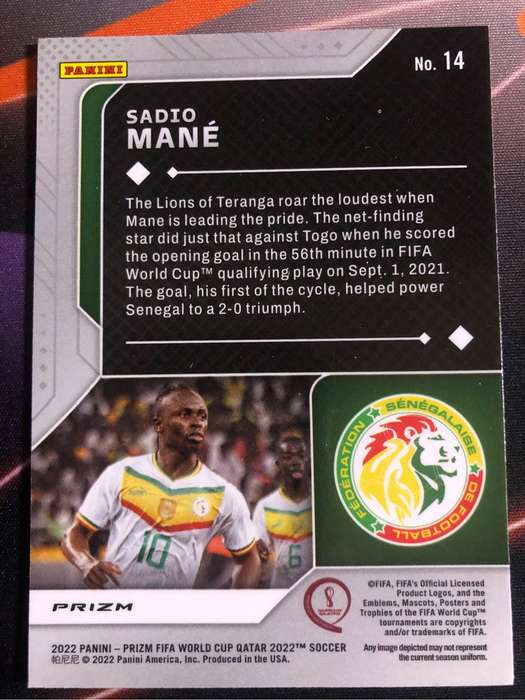 PANINI
No. 14
SADIO
MANÉ
The Lions of Teranga roar the loudest when
Mane is leading the pride. The net-finding
star did just that against Togo when he scored
the opening goal in the 56th minute in FIFA
World Cup™ qualifying play on Sept. 1, 2021.
The goal, his first of the cycle, helped power
Senegal to a 2-0 triumph.
FÉDÉRATION SÉNÉGALAISE DE FOOTBALL
10
6
©FIFA, FIFA's Official Licensed
Product Logos, and the
Emblems, Mascots, Posters and
Trophies of the FIFA World Cup™
tournaments are copyrights
and/or trademarks of FIFA.
PRIZM
2022 PANINI – PRIZM FIFA WORLD CUP QATAR 2022™ SOCCER
帕尼尼 © 2022 Panini America, Inc. Produced in the USA.
Any image depicted may not represent
the current season uniform.